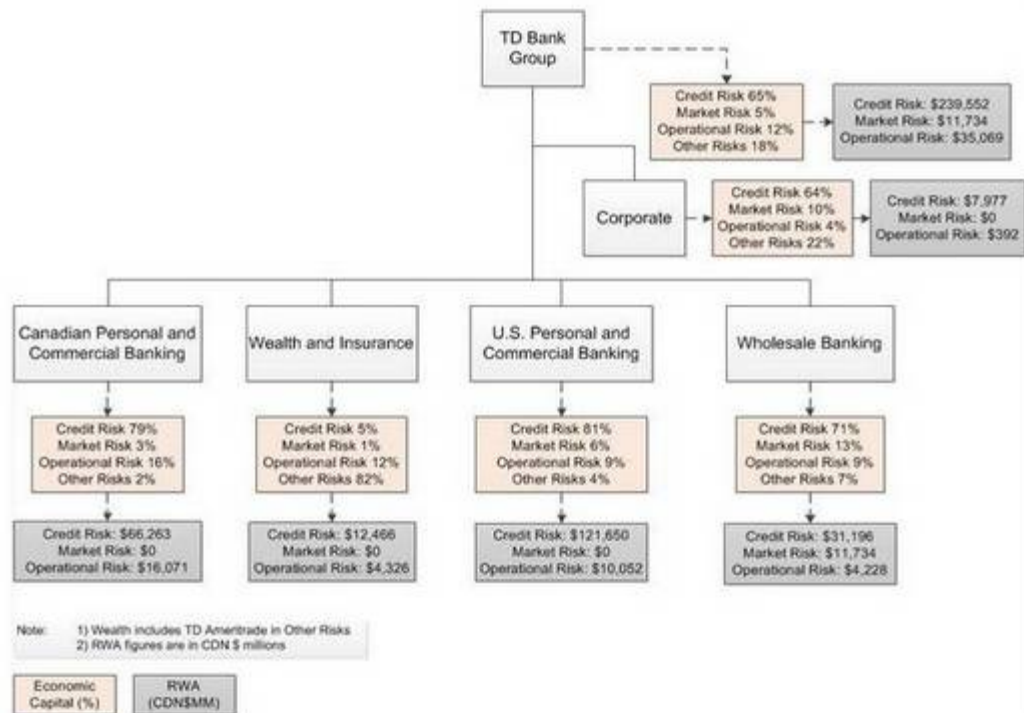 TD Bank
Group
Credit Risk 65%
Market Risk 5%
Operational Risk 12%
Other Risks 18%
Credit Risk: $239,552
Market Risk: $11,734
Operational Risk: $35,069
Corporate
Credit Risk 64%
Market Risk 10%
Operational Risk 4%
Other Risks 22%
Credit Risk: $7,977
Market Risk: $0
Operational Risk: $392
Canadian Personal and
Commercial Banking
Wealth and Insurance
U.S. Personal and
Commercial Banking
Wholesale Banking
Credit Risk 79%
Market Risk 3%
Operational Risk 16%
Other Risks 2%
Credit Risk 5%
Market Risk 1%
Operational Risk 12%
Other Risks 82%
Credit Risk 81%
Market Risk 6%
Operational Risk 9%
Other Risks 4%
Credit Risk 71%
Market Risk 13%
Operational Risk 9%
Other Risks 7%
Credit Risk: $66,263
Market Risk: $0
Operational Risk: $16,071
Credit Risk: $12,466
Market Risk: $0
Operational Risk: $4,326
Credit Risk: $121,650
Market Risk: $0
Operational Risk: $10,052
Credit Risk: $31,196
Market Risk: $11,734
Operational Risk: $4,228
Note: 1) Wealth includes TD Ameritrade in Other Risks
2) RWA figures are in CDN $ millions
Economic
Capital (%)
RWA
(CDN$MM)